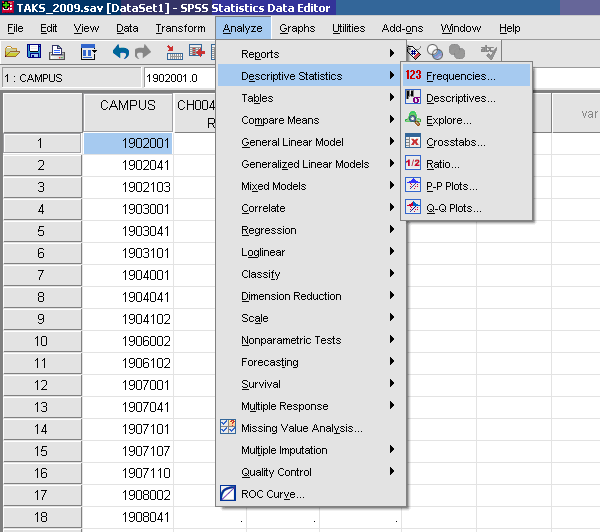 TAKS_2009.sav [DataSet1] - SPSS Statistics Data Editor
File Edit View Data Transform Analyze Graphs Utilities Add-ons Window Help
1 : CAMPUS 1902001.0
CAMPUS CH004 var
R
1 1902001
2 1902041
3 1902103
4 1903001
5 1903041
6 1903101
7 1904001
8 1904041
9 1904102
10 1906002
11 1906102
12 1907001
13 1907041
14 1907101
15 1907107
16 1907110
17 1908002
18 1908041 . . .
Reports
Descriptive Statistics
Tables
Compare Means
General Linear Model
Generalized Linear Models
Mixed Models
Correlate
Regression
Loglinear
Classify
Dimension Reduction
Scale
Nonparametric Tests
Forecasting
Survival
Multiple Response
Missing Value Analysis...
Multiple Imputation
Quality Control
ROC Curve...
123 Frequencies...
Descriptives...
Explore...
Crosstabs...
1/2 Ratio...
P-P Plots...
Q-Q Plots...